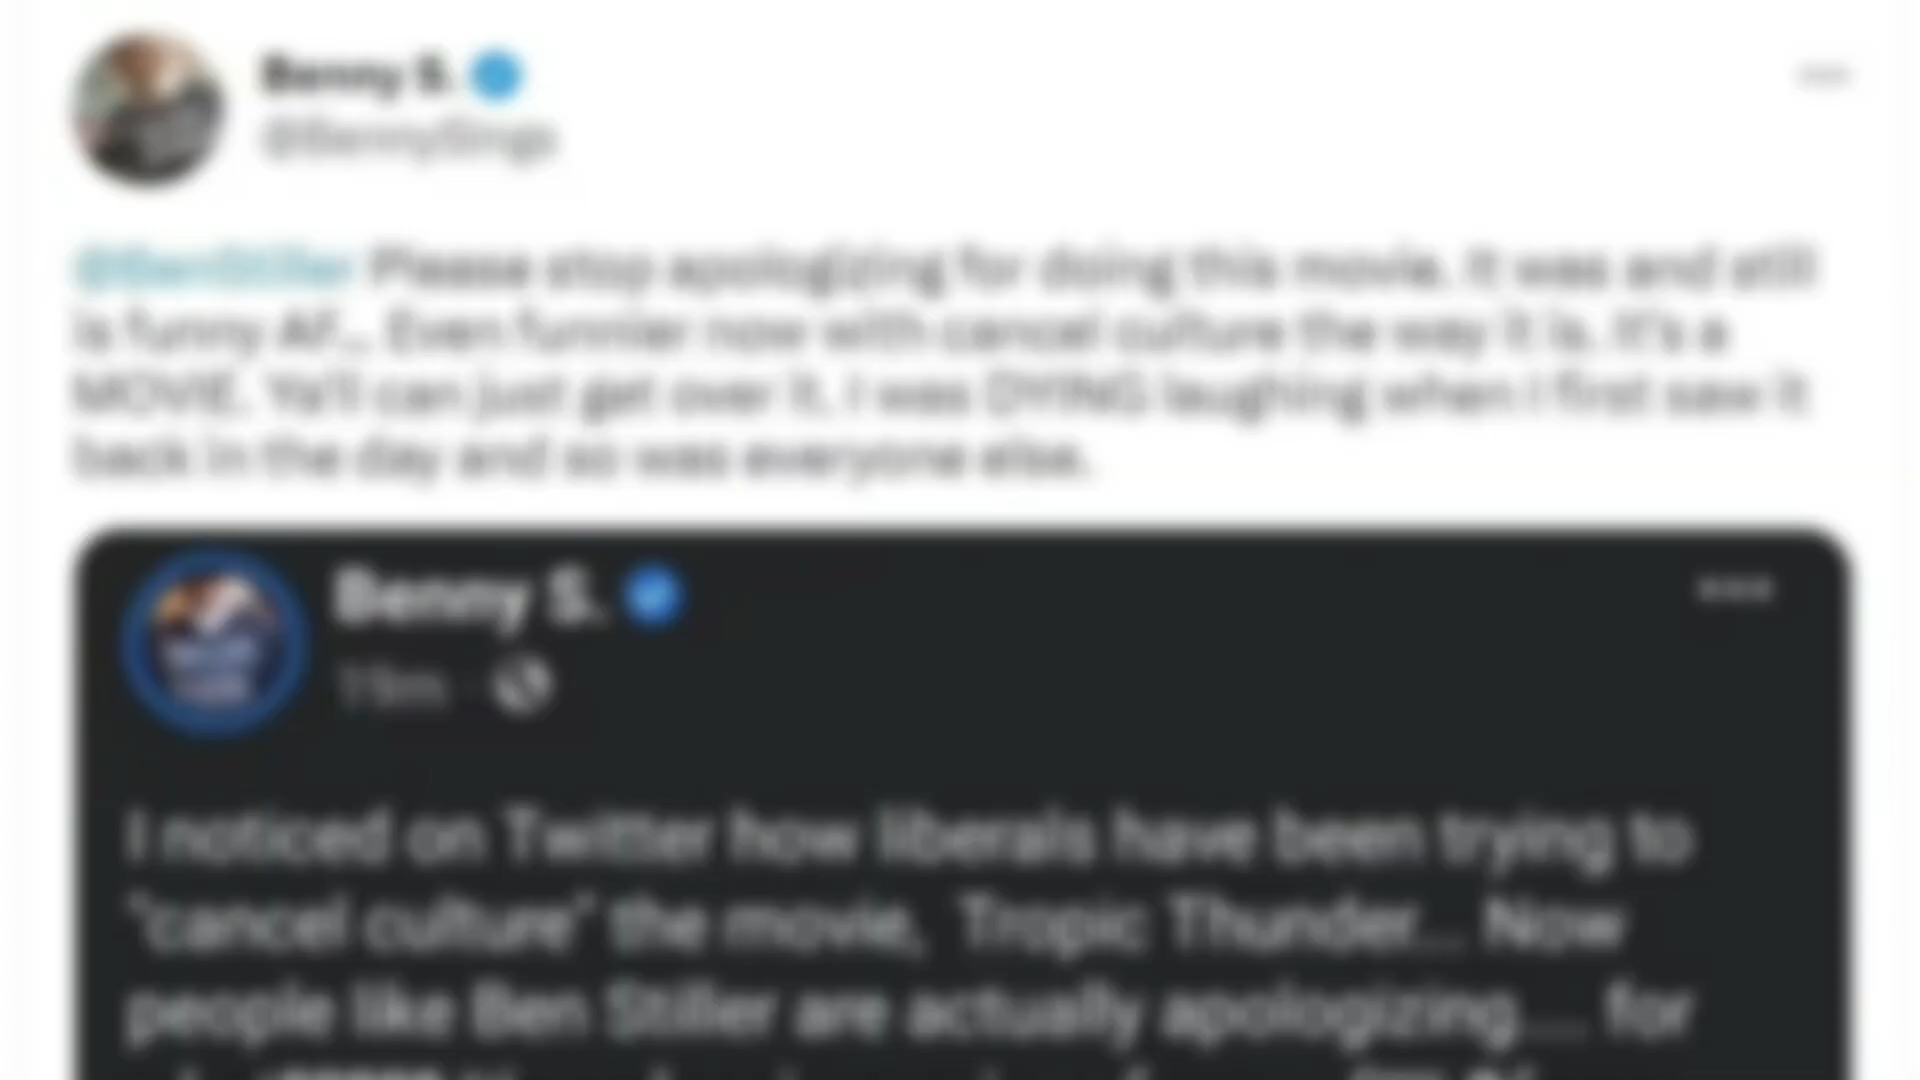 Benny S.
@BennySings
@BenStiller Please stop apologizing for doing this movie. It was and still
is funny AF... Even funnier now with cancel culture the way it is. It's a
MOVIE. Ya'll can just get over it. I was DYING laughing when I first saw it
back in the day and so was everyone else.
Benny S.
19m
I noticed on Twitter how liberals have been trying to
"cancel culture" the movie, Tropic Thunder... Now
people like Ben Stiller are actually apologizing.... for